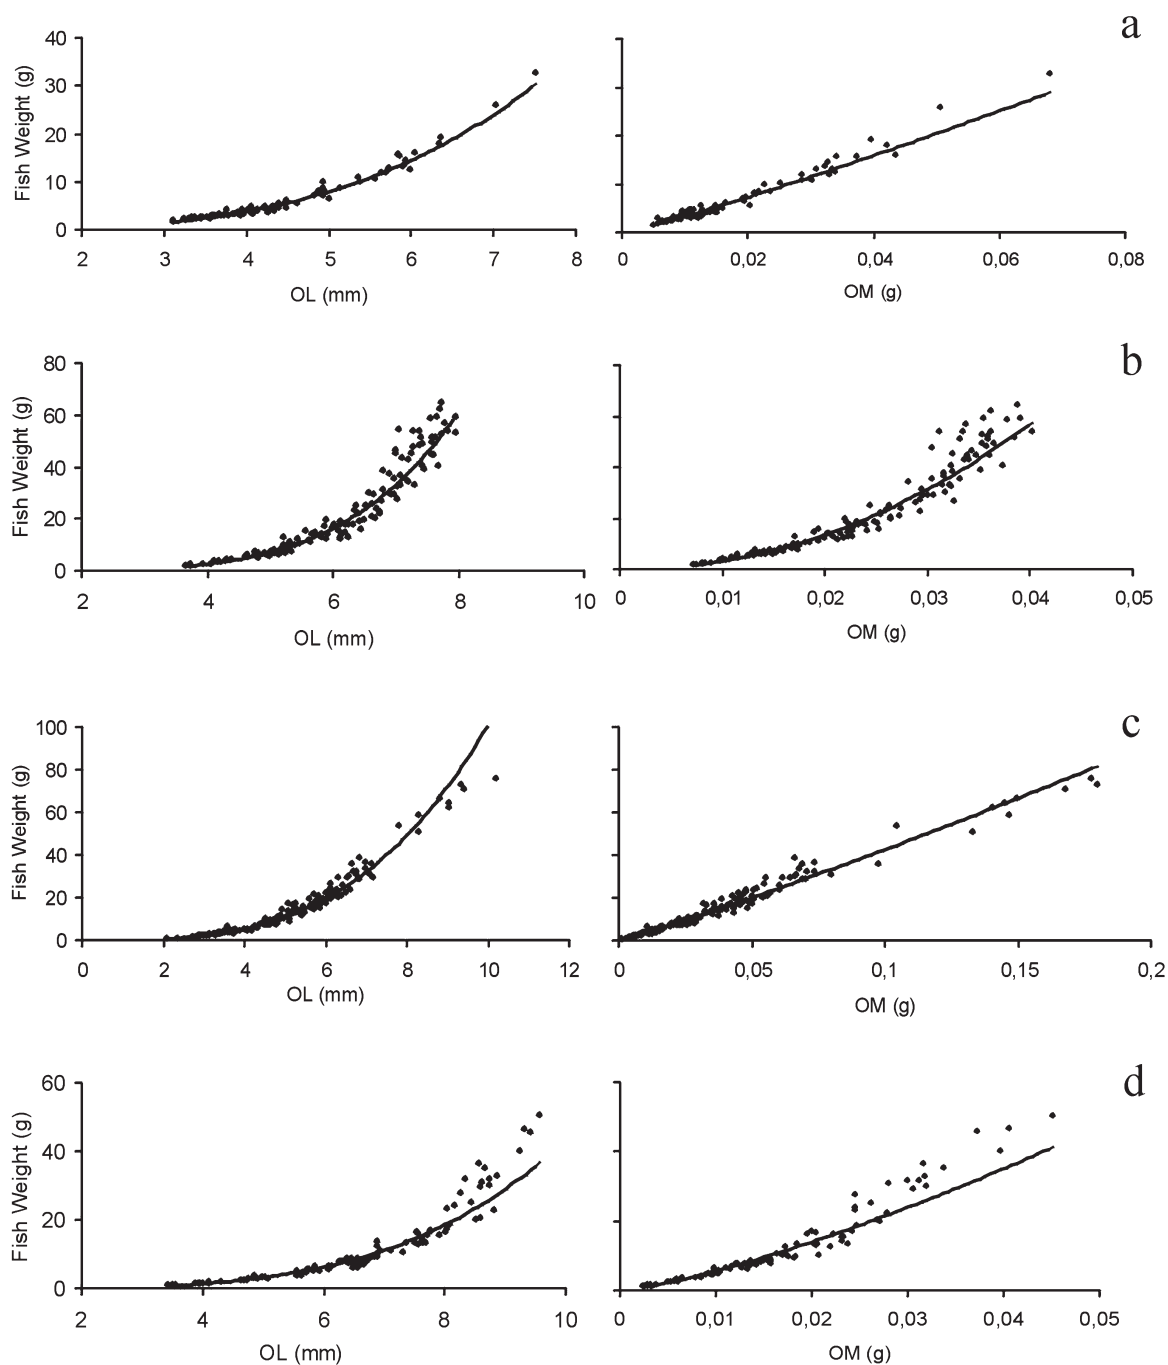 a
Fish Weight (g)
40
30
20
10
0
2 3 4 5 6 7 8
OL (mm)
0 0,02 0,04 0,06 0,08
OM (g)
b
Fish Weight (g)
80
60
40
20
0
2 4 6 8 10
OL (mm)
0 0,01 0,02 0,03 0,04 0,05
OM (g)
c
Fish Weight (g)
100
80
60
40
20
0
0 2 4 6 8 10 12
OL (mm)
0 0,05 0,1 0,15 0,2
OM (g)
d
Fish Weight (g)
60
40
20
0
2 4 6 8 10
OL (mm)
0 0,01 0,02 0,03 0,04 0,05
OM (g)